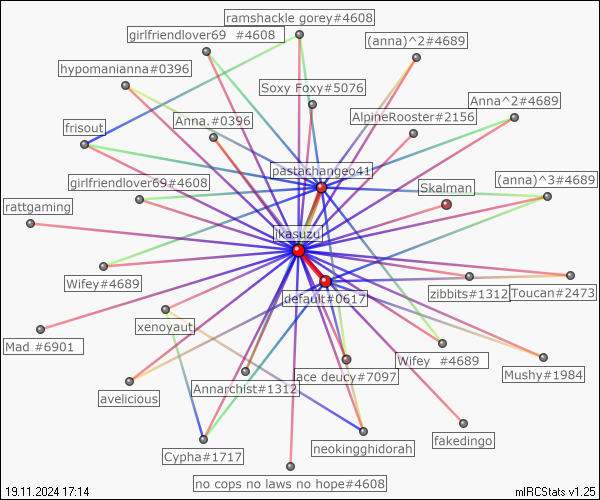 ramshackle gorey#4608
girlfriendlover69 #4608
(anna)^2#4689
hypomanianna#0396
Soxy Foxy#5076
Anna^2#4689
AlpineRooster#2156
Anna.#0396
frisout
pastachangeo41
girlfriendlover69#4608
Skalman
(anna)^3#4689
rattgaming
ikasuzu
Wifey#4689
default#0617
zibbits#1312
Toucan#2473
xenoyaut
Mad #6901
Wifey #4689
lace deucy#7097
Mushy#1984
Annarchist#1312
avelicious
fakedingo
neokingghidorah
Cypha#1717
no cops no laws no hope#4608
19.11.2024 17:14
mIRCStats v1.25